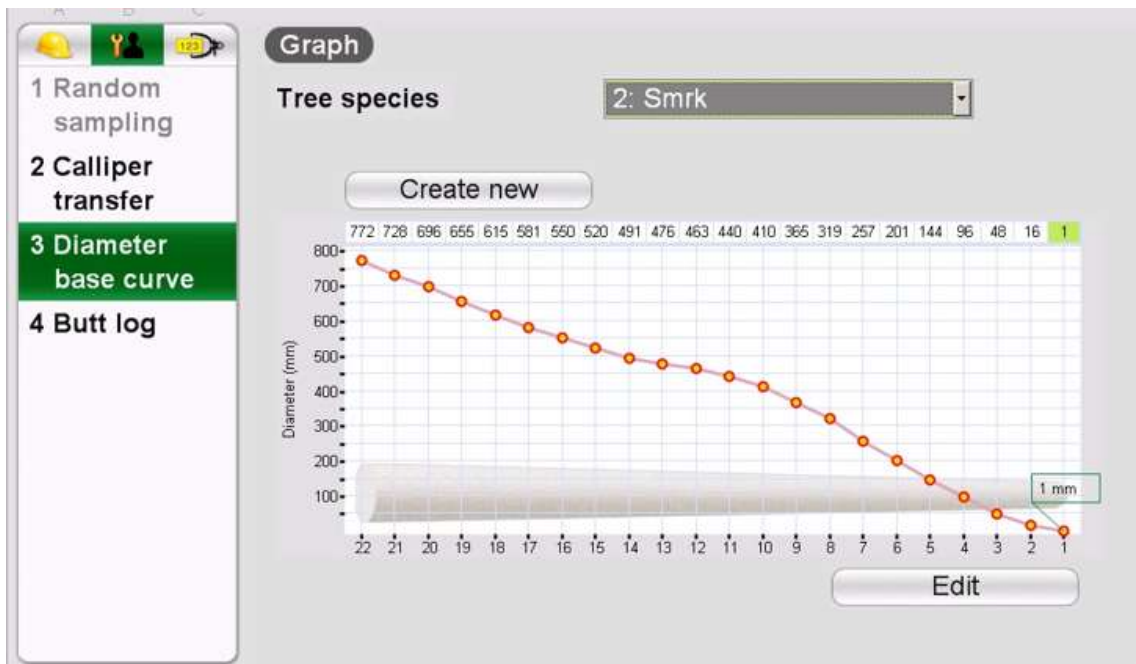 A B C
123
1 Random
sampling
2 Calliper
transfer
3 Diameter
base curve
4 Butt log
Graph
Tree species
2: Smrk
Create new
772 728 696 655 615 581 550 520 491 476 463 440 410 365 319 257 201 144 96 48 16 1
800
700
600
500
400
300
200
100
Diameter (mm)
1 mm
22 21 20 19 18 17 16 15 14 13 12 11 10 9 8 7 6 5 4 3 2 1
Edit